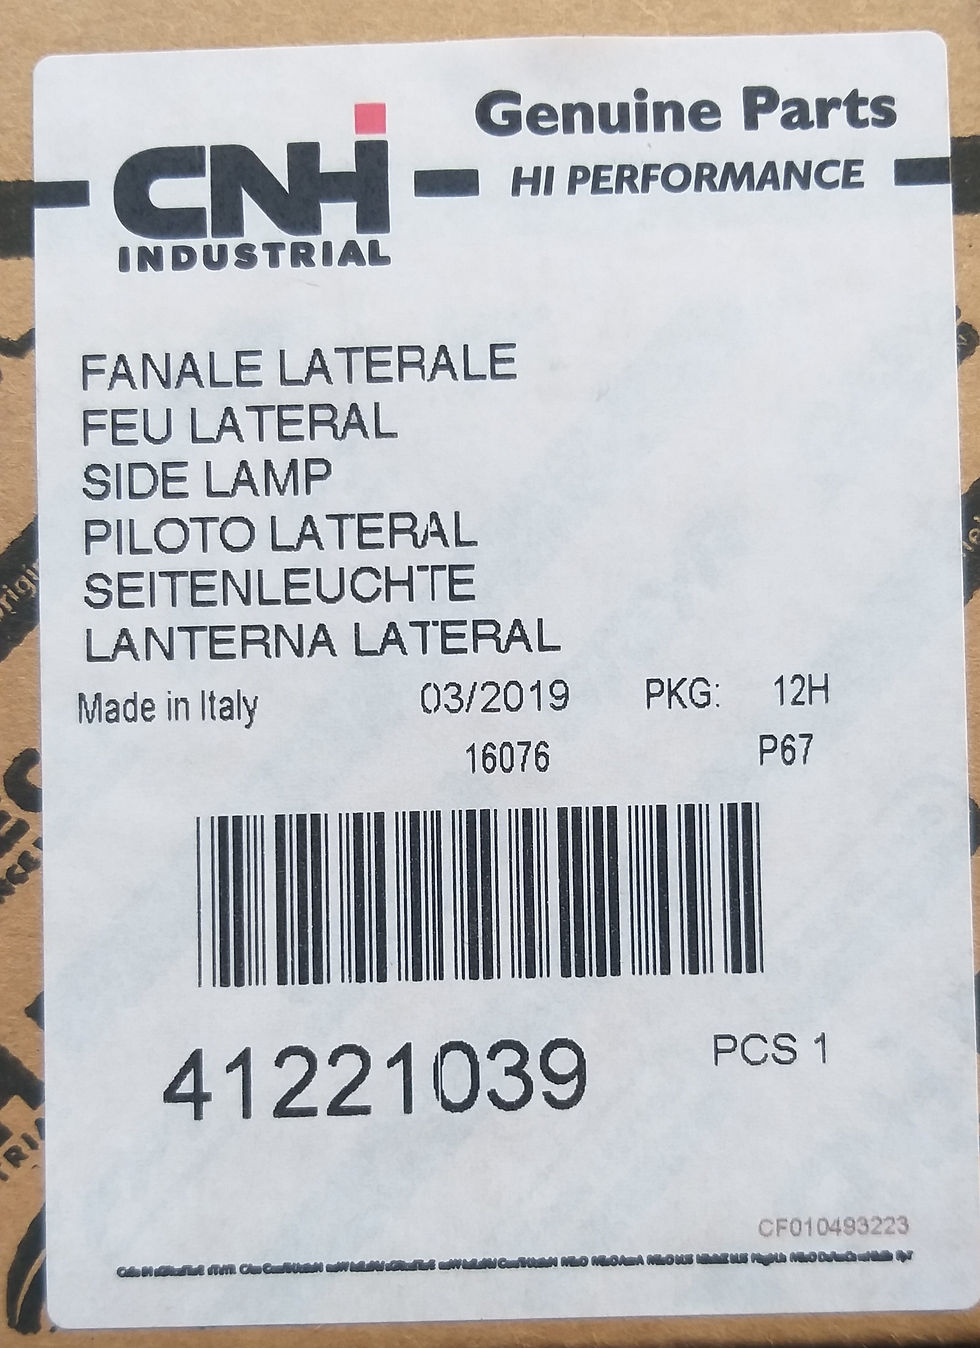 Genuine Parts
CNH
HI PERFORMANCE
INDUSTRIAL
FANALE LATERALE
FEU LATERAL
SIDE LAMP
PILOTO LATERAL
SEITENLEUCHTE
LANTERNA LATERAL
Made in Italy 03/2019 PKG: 12H
16076 P67
41221039 PCS 1
CF010493223